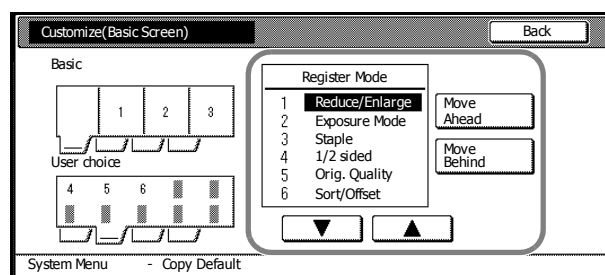 Customize(Basic Screen)
Back
Basic
1 2 3
User choice
4 5 6
Register Mode
1 Reduce/Enlarge
2 Exposure Mode
3 Staple
4 1/2 sided
5 Orig. Quality
6 Sort/Offset
Move
Ahead
Move
Behind
System Menu - Copy Default